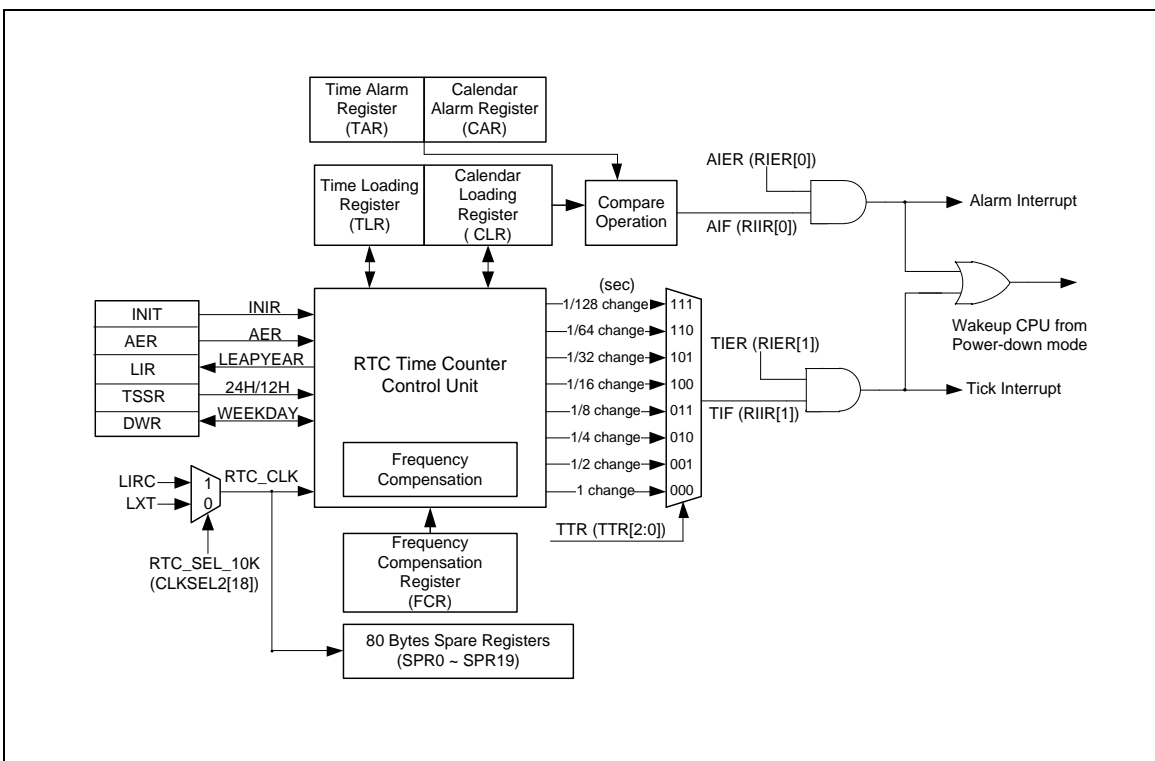 Time Alarm
Register
(TAR)
Calendar
Alarm Register
(CAR)
Time Loading
Register
(TLR)
Calendar
Loading
Register
( CLR)
Compare
Operation
AIER (RIER[0])
AIF (RIIR[0])
Alarm Interrupt
INIT
AER
LIR
TSSR
DWR
INIR
AER
LEAPYEAR
24H/12H
WEEKDAY
RTC Time Counter
Control Unit
Frequency
Compensation
(sec)
1/128 change
1/64 change
1/32 change
1/16 change
1/8 change
1/4 change
1/2 change
1 change
111
110
101
100
011
010
001
000
TIER (RIER[1])
TIF (RIIR[1])
Wakeup CPU from
Power-down mode
Tick Interrupt
LIRC
LXT
1
0
RTC_CLK
RTC_SEL_10K
(CLKSEL2[18])
TTR (TTR[2:0])
Frequency
Compensation
Register
(FCR)
80 Bytes Spare Registers
(SPR0 ~ SPR19)